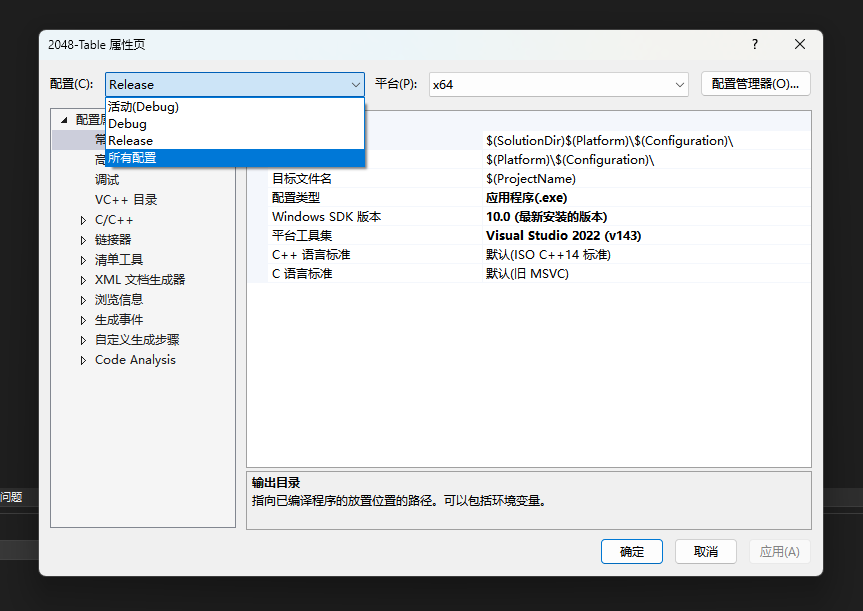 2048-Table 属性页
?
配置(C):
Release
平台(P):
x64
配置管理器(O)...
活动(Debug)
Debug
Release
所有配置
配置属
常
高
调试
VC++ 目录
C/C++
链接器
清单工具
XML 文档生成器
浏览信息
生成事件
自定义生成步骤
Code Analysis
$(SolutionDir)$(Platform)\$(Configuration)\
$(Platform)\$(Configuration)\
目标文件名
$(ProjectName)
配置类型
应用程序(.exe)
Windows SDK 版本
10.0 (最新安装的版本)
平台工具集
Visual Studio 2022 (v143)
C++ 语言标准
默认(ISO C++14 标准)
C 语言标准
默认(旧 MSVC)
输出目录
指向已编译程序的放置位置的路径。可以包括环境变量。
问题
确定
取消
应用(A)